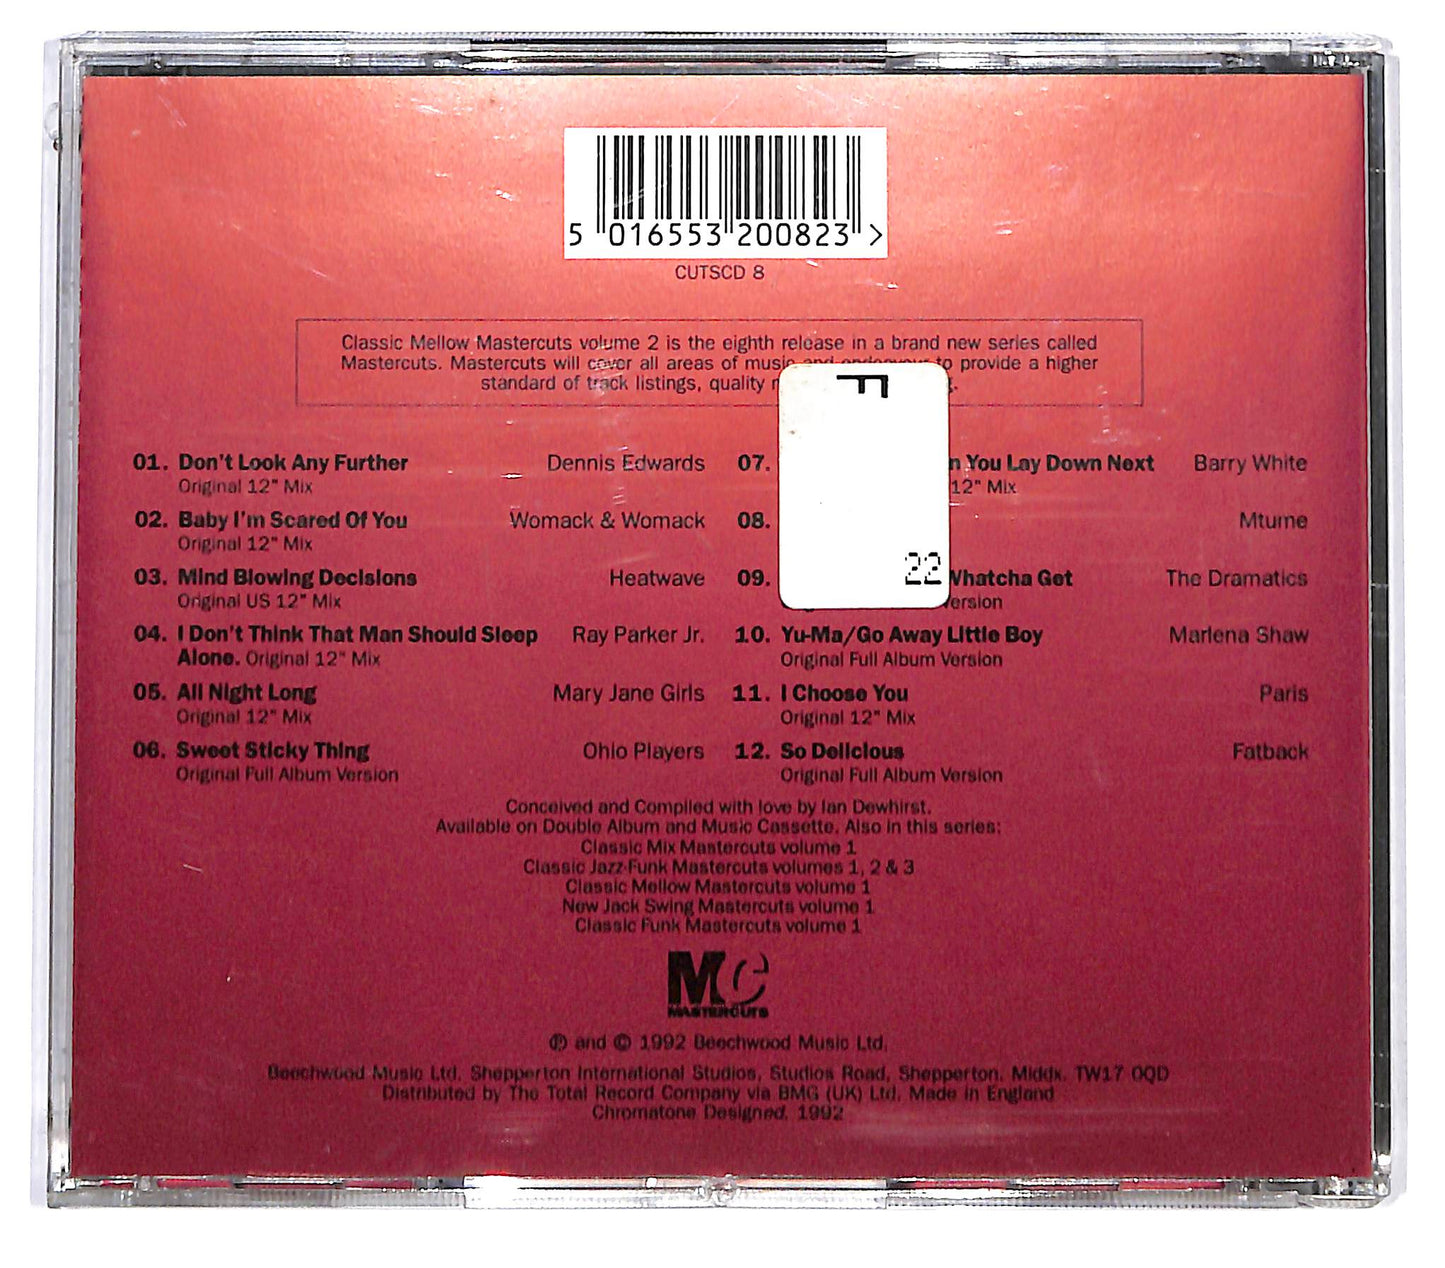 5 016553 200823 >
CUTSCD 8
Classic Mellow Mastercuts volume 2 is the eighth release in a brand new series called
Mastercuts. Mastercuts will cover all areas of music and endeavour to provide a higher
standard of track listings, quality
F
22
01. Don't Look Any Further Dennis Edwards
Original 12" Mix
02. Baby I'm Scared Of You Womack & Womack
Original 12" Mix
03. Mind Blowing Decisions Heatwave
Original US 12" Mix
04. I Don't Think That Man Should Sleep Ray Parker Jr.
Alone. Original 12" Mix
05. All Night Long Mary Jane Girls
Original 12" Mix
06. Sweet Sticky Thing Ohio Players
Original Full Album Version
07. You Lay Down Next Barry White
12" Mix
08. Mtume
09. Whatcha Get The Dramatics
Version
10. Yu-Ma/Go Away Little Boy Marlena Shaw
Original Full Album Version
11. I Choose You Paris
Original 12" Mix
12. So Delicious Fatback
Original Full Album Version
Conceived and Compiled with love by Ian Dewhirst.
Available on Double Album and Music Cassette. Also in this series:
Classic Mix Mastercuts volume 1
Classic Jazz-Funk Mastercuts volumes 1, 2 & 3
Classic Mellow Mastercuts volume 1
New Jack Swing Mastercuts volume 1
Classic Funk Mastercuts volume 1
Mc
MASTERCUTS
℗ and © 1992 Beechwood Music Ltd.
Beechwood Music Ltd. Shepperton International Studios, Studios Road, Shepperton. Middx. TW17 0QD
Distributed by The Total Record Company via BMG (UK) Ltd. Made in England
Chromatone Designed. 1992